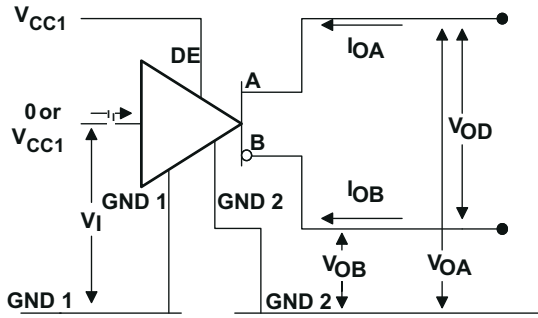 VCC1
DE
IOA
A
0 or
VCC1
II
VOD
B
GND 1
GND 2
IOB
VI
VOB
VOA
GND 1
GND 2